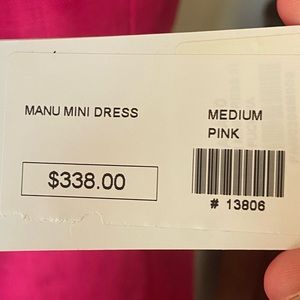 MANU MINI DRESS
$338.00
MEDIUM
PINK
# 13806